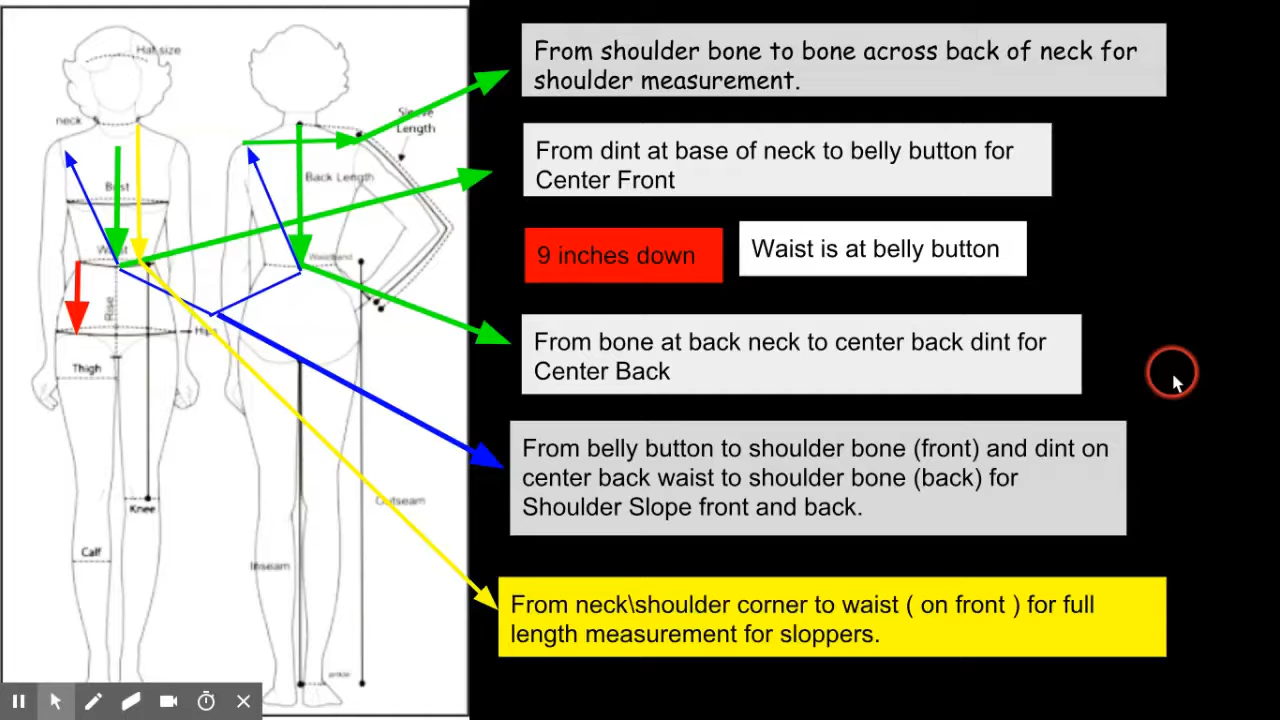 Hat size
neck
Bust
Waist
Rise
Hips
Thigh
Knee
Calf
Sleeve
Length
Back Length
Waistband
Outseam
Inseam
From shoulder bone to bone across back of neck for
shoulder measurement.
From dint at base of neck to belly button for
Center Front
9 inches down
Waist is at belly button
From bone at back neck to center back dint for
Center Back
From belly button to shoulder bone (front) and dint on
center back waist to shoulder bone (back) for
Shoulder Slope front and back.
From neck\shoulder corner to waist ( on front ) for full
length measurement for sloppers.